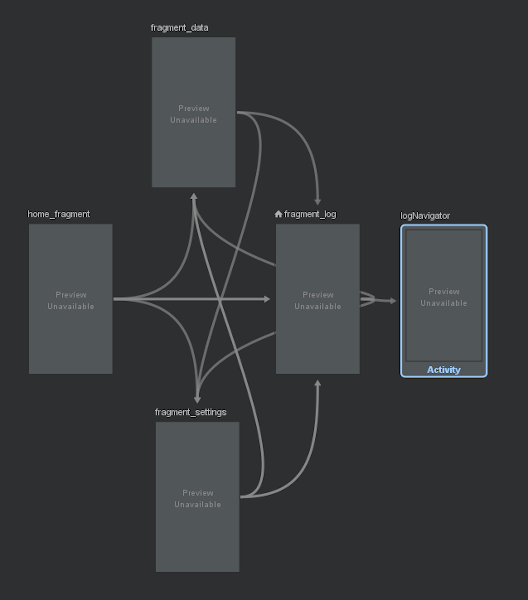 fragment_data
Preview
Unavailable
home_fragment
Preview
Unavailable
fragment_log
Preview
Unavailable
logNavigator
Preview
Unavailable
Activity
fragment_settings
Preview
Unavailable